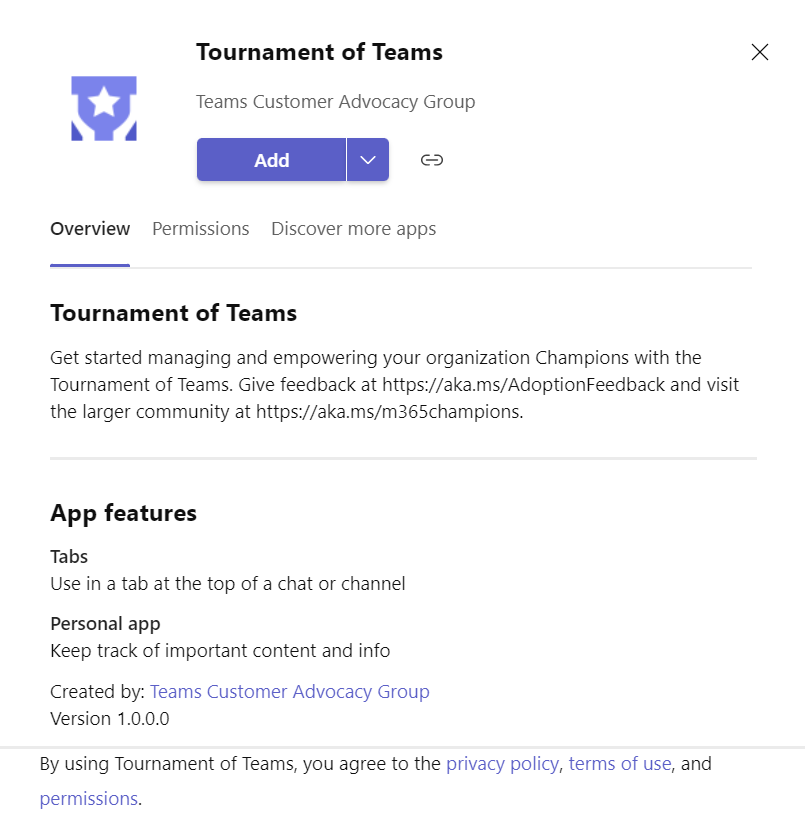 Tournament of Teams
Teams Customer Advocacy Group
Add
Overview Permissions Discover more apps
Tournament of Teams
Get started managing and empowering your organization Champions with the
Tournament of Teams. Give feedback at https://aka.ms/AdoptionFeedback and visit
the larger community at https://aka.ms/m365champions.
App features
Tabs
Use in a tab at the top of a chat or channel
Personal app
Keep track of important content and info
Created by: Teams Customer Advocacy Group
Version 1.0.0.0
By using Tournament of Teams, you agree to the privacy policy, terms of use, and
permissions.